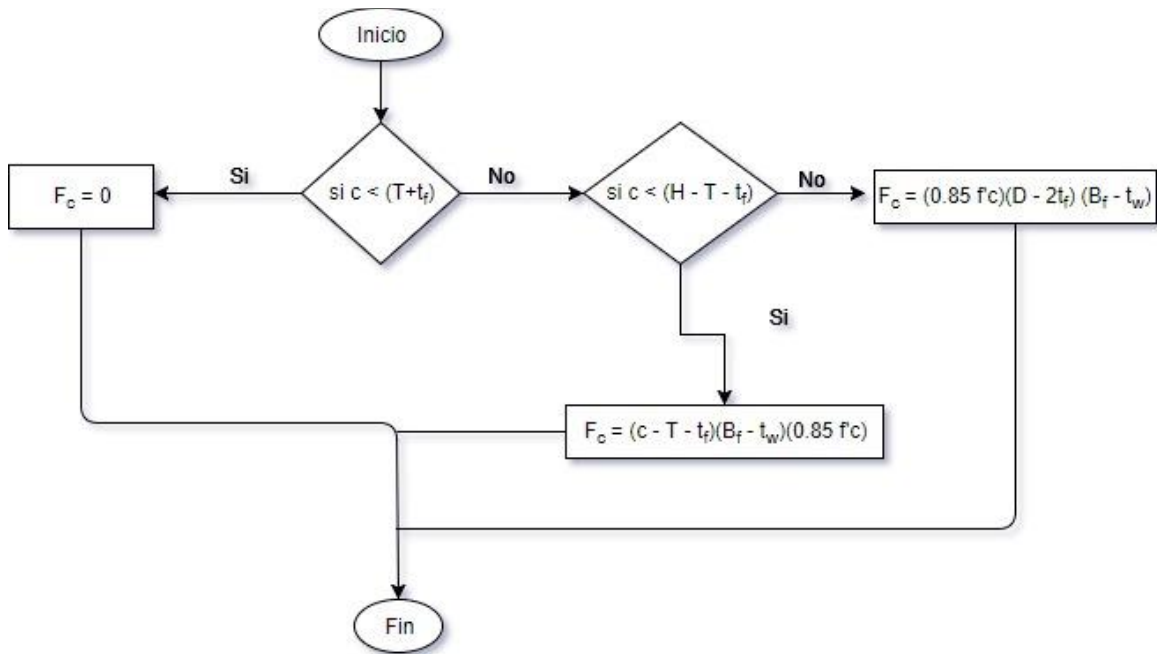 Inicio
Si
si c < (T+t_f)
No
si c < (H - T - t_f)
No
F_c = 0
F_c = (0.85 f'c)(D - 2t_f) (B_f - t_w)
Si
F_c = (c - T - t_f)(B_f - t_w)(0.85 f'c)
Fin